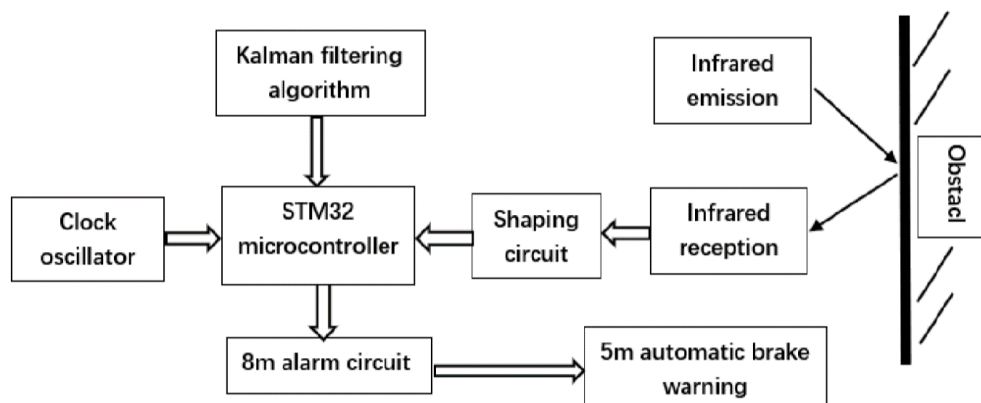 Kalman filtering
algorithm
Infrared
emission
Clock
oscillator
STM32
microcontroller
Shaping
circuit
Infrared
reception
Obstacl
8m alarm circuit
5m automatic brake
warning